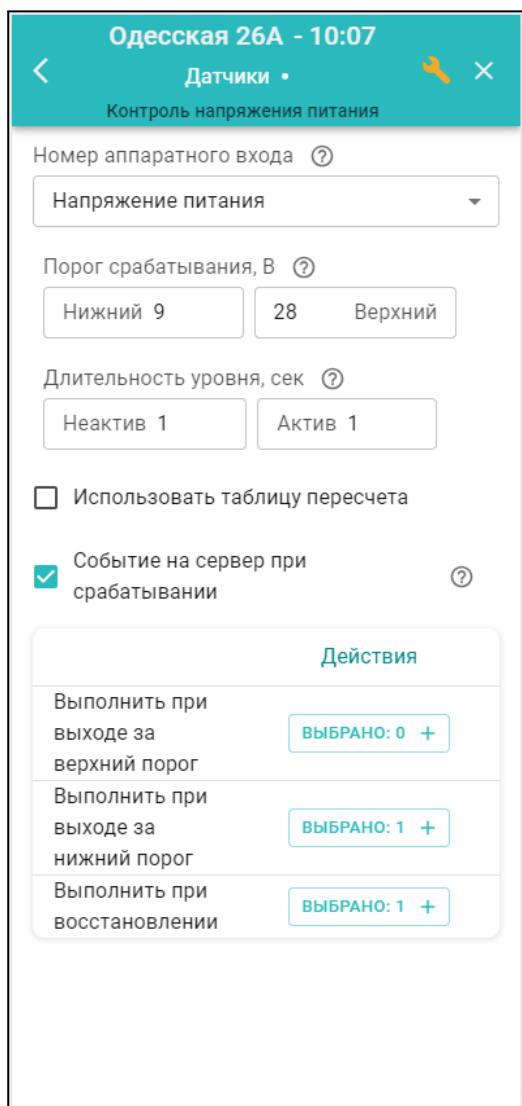 Одесская 26А - 10:07
Датчики •
Контроль напряжения питания
Номер аппаратного входа ?
Напряжение питания
Порог срабатывания, В ?
Нижний 9 28 Верхний
Длительность уровня, сек ?
Неактив 1 Актив 1
Использовать таблицу пересчета
Событие на сервер при
срабатывании ?
Действия
Выполнить при
выходе за
верхний порог
ВЫБРАНО: 0 +
Выполнить при
выходе за
нижний порог
ВЫБРАНО: 1 +
Выполнить при
восстановлении
ВЫБРАНО: 1 +